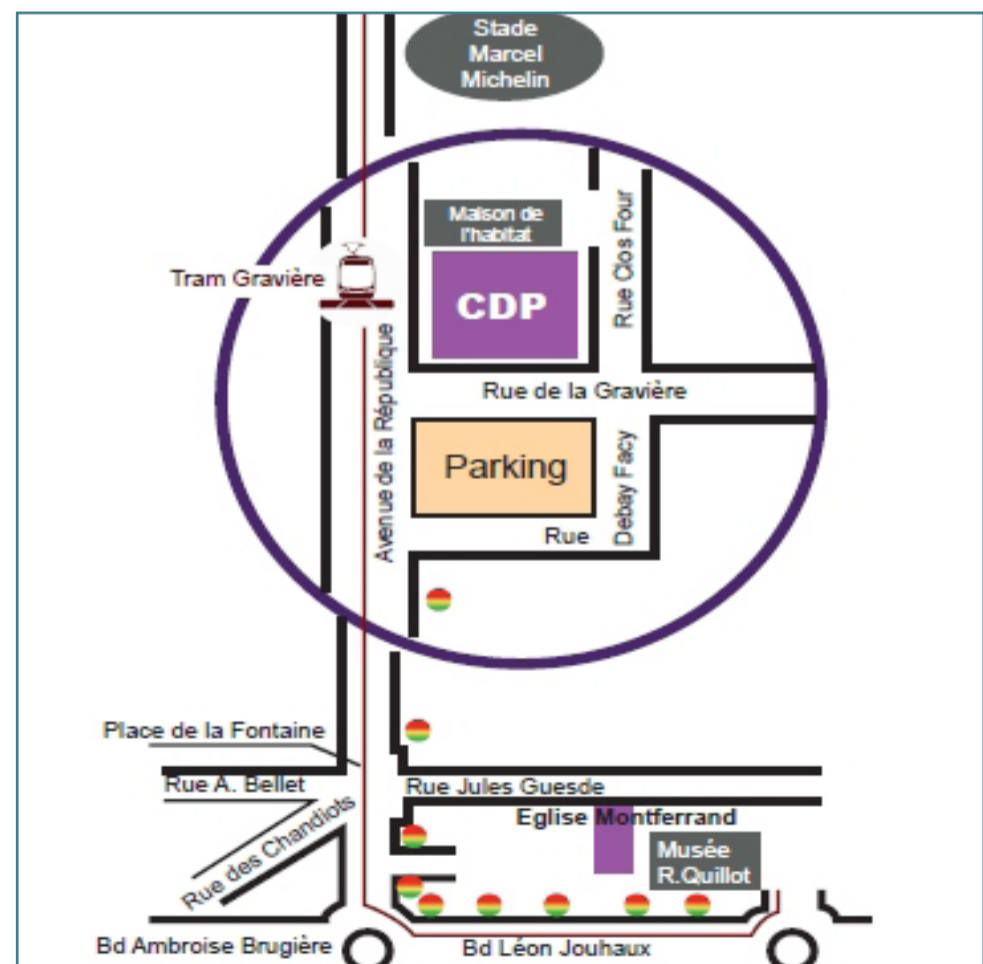 Stade
Marcel
Michelin
Maison de
l'habitat
Rue Clos Four
Tram Gravière
CDP
Avenue de la République
Rue de la Gravière
Parking
Debay Facy
Rue
Place de la Fontaine
Rue A. Bellet
Rue Jules Guesde
Rue des Chandiots
Eglise Montferrand
Musée
R.Quillot
Bd Ambroise Brugière
Bd Léon Jouhaux